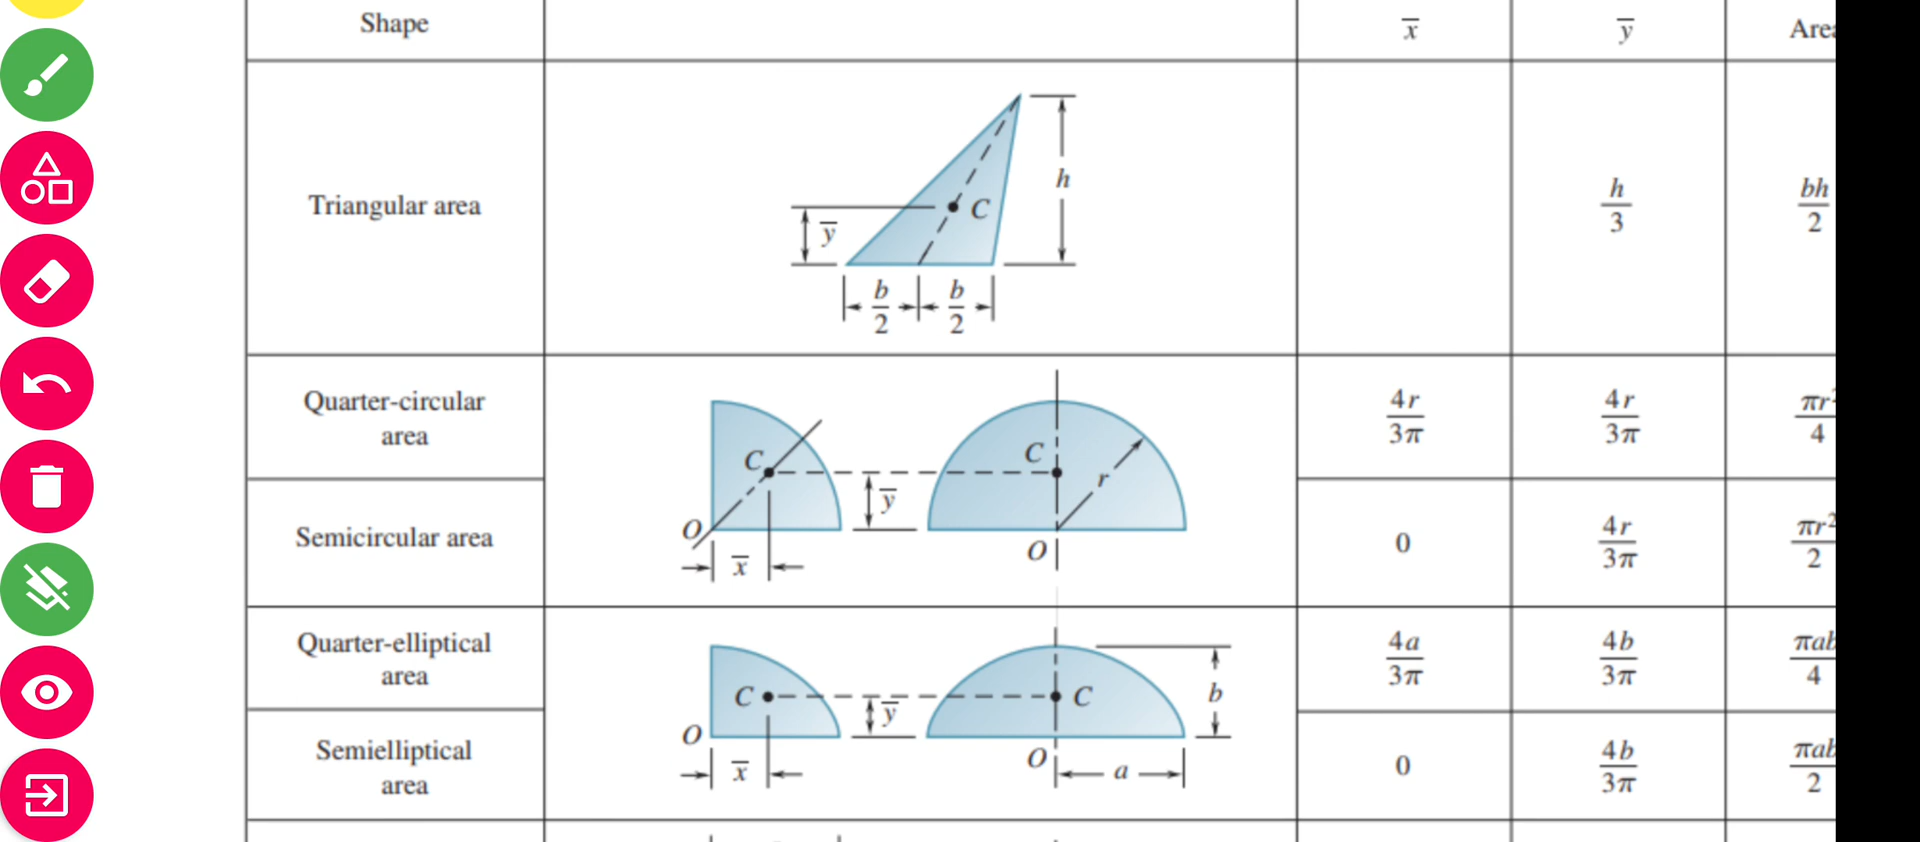 Shape
x̅
y̅
Area
Triangular area
y̅
C
h
b/2
b/2
h/3
bh/2
Quarter-circular
area
C
O
x̅
y̅
C
r
O
4r/3π
4r/3π
πr²/4
Semicircular area
0
4r/3π
πr²/2
Quarter-elliptical
area
C
O
x̅
y̅
C
O
a
b
4a/3π
4b/3π
πab/4
Semielliptical
area
0
4b/3π
πab/2